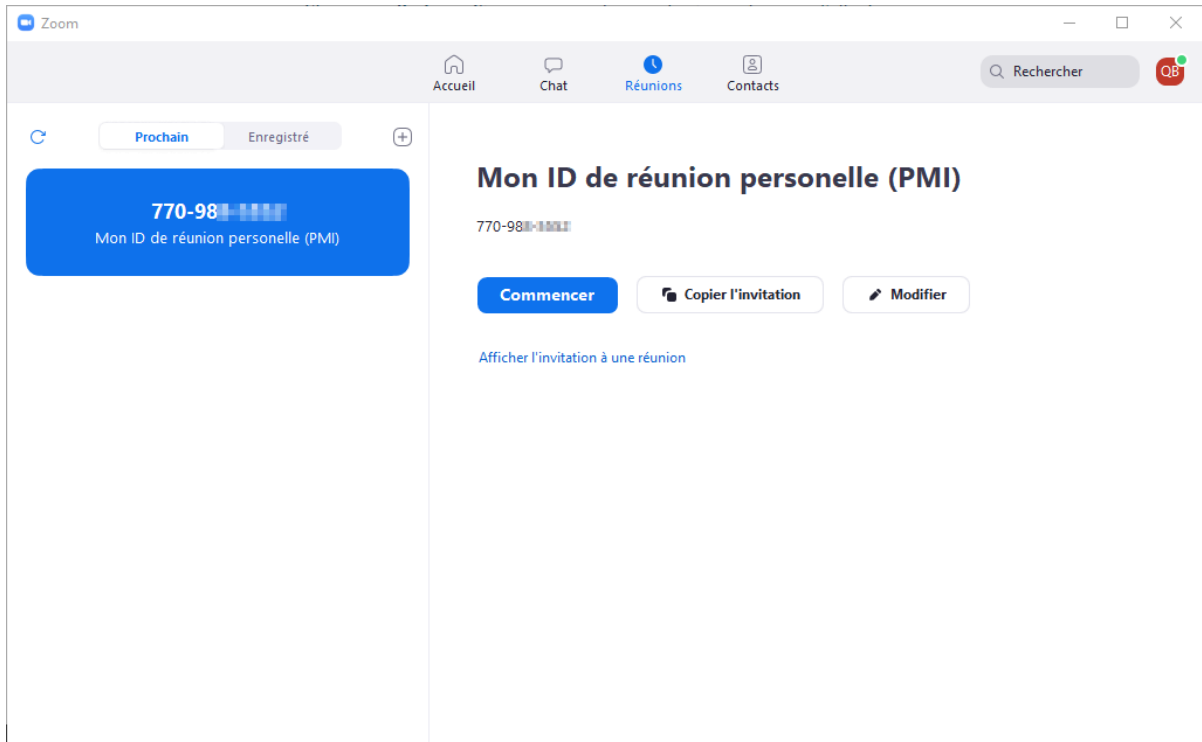 Zoom
Accueil
Chat
Réunions
Contacts
Rechercher
QB
Prochain
Enregistré
770-98
Mon ID de réunion personelle (PMI)
Mon ID de réunion personelle (PMI)
770-98
Commencer
Copier l'invitation
Modifier
Afficher l'invitation à une réunion